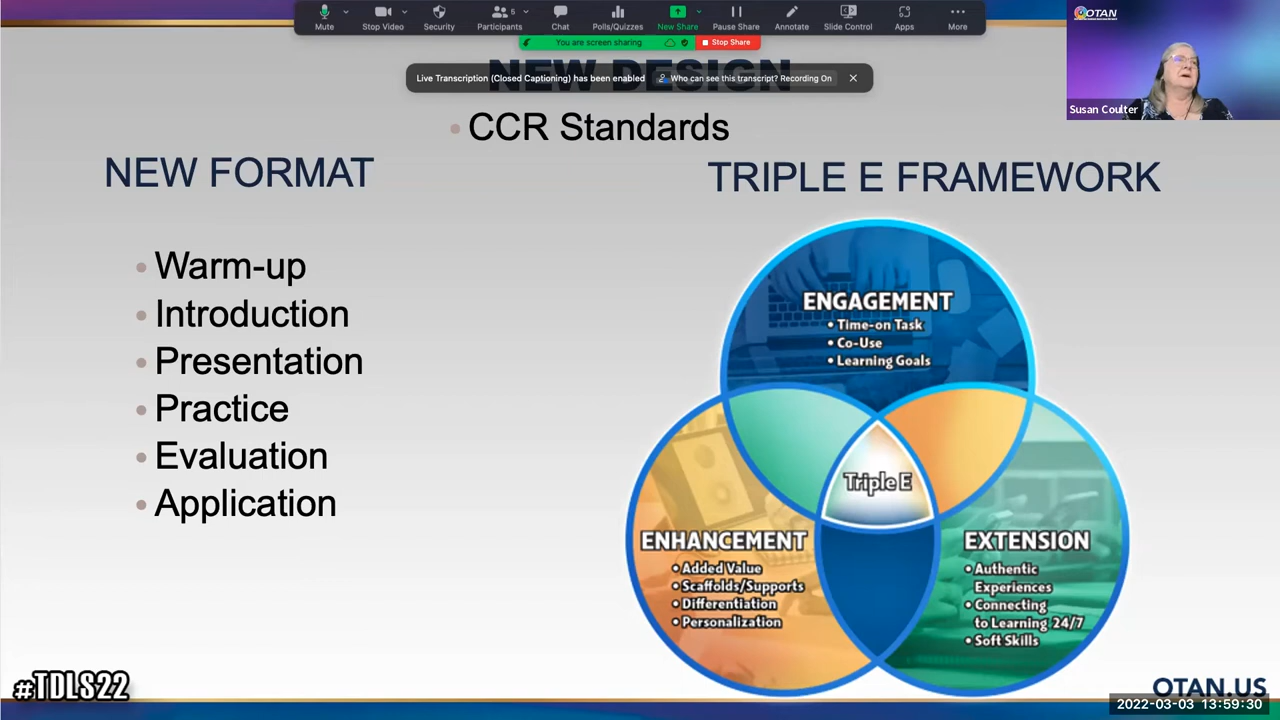 Mute
Stop Video
Security
Participants
5
Chat
Polls/Quizzes
New Share
Pause Share
Annotate
Slide Control
Apps
More
You are screen sharing
Stop Share
NEW DESIGN
Live Transcription (Closed Captioning) has been enabled
Who can see this transcript? Recording On
OTAN
Susan Coulter
• CCR Standards
NEW FORMAT
• Warm-up
• Introduction
• Presentation
• Practice
• Evaluation
• Application
TRIPLE E FRAMEWORK
ENGAGEMENT
• Time-on Task
• Co-Use
• Learning Goals
Triple E
ENHANCEMENT
• Added Value
• Scaffolds/Supports
• Differentiation
• Personalization
EXTENSION
• Authentic
Experiences
• Connecting
to Learning 24/7
• Soft Skills
#TDLS22
OTAN.US
2022-03-03 13:59:30